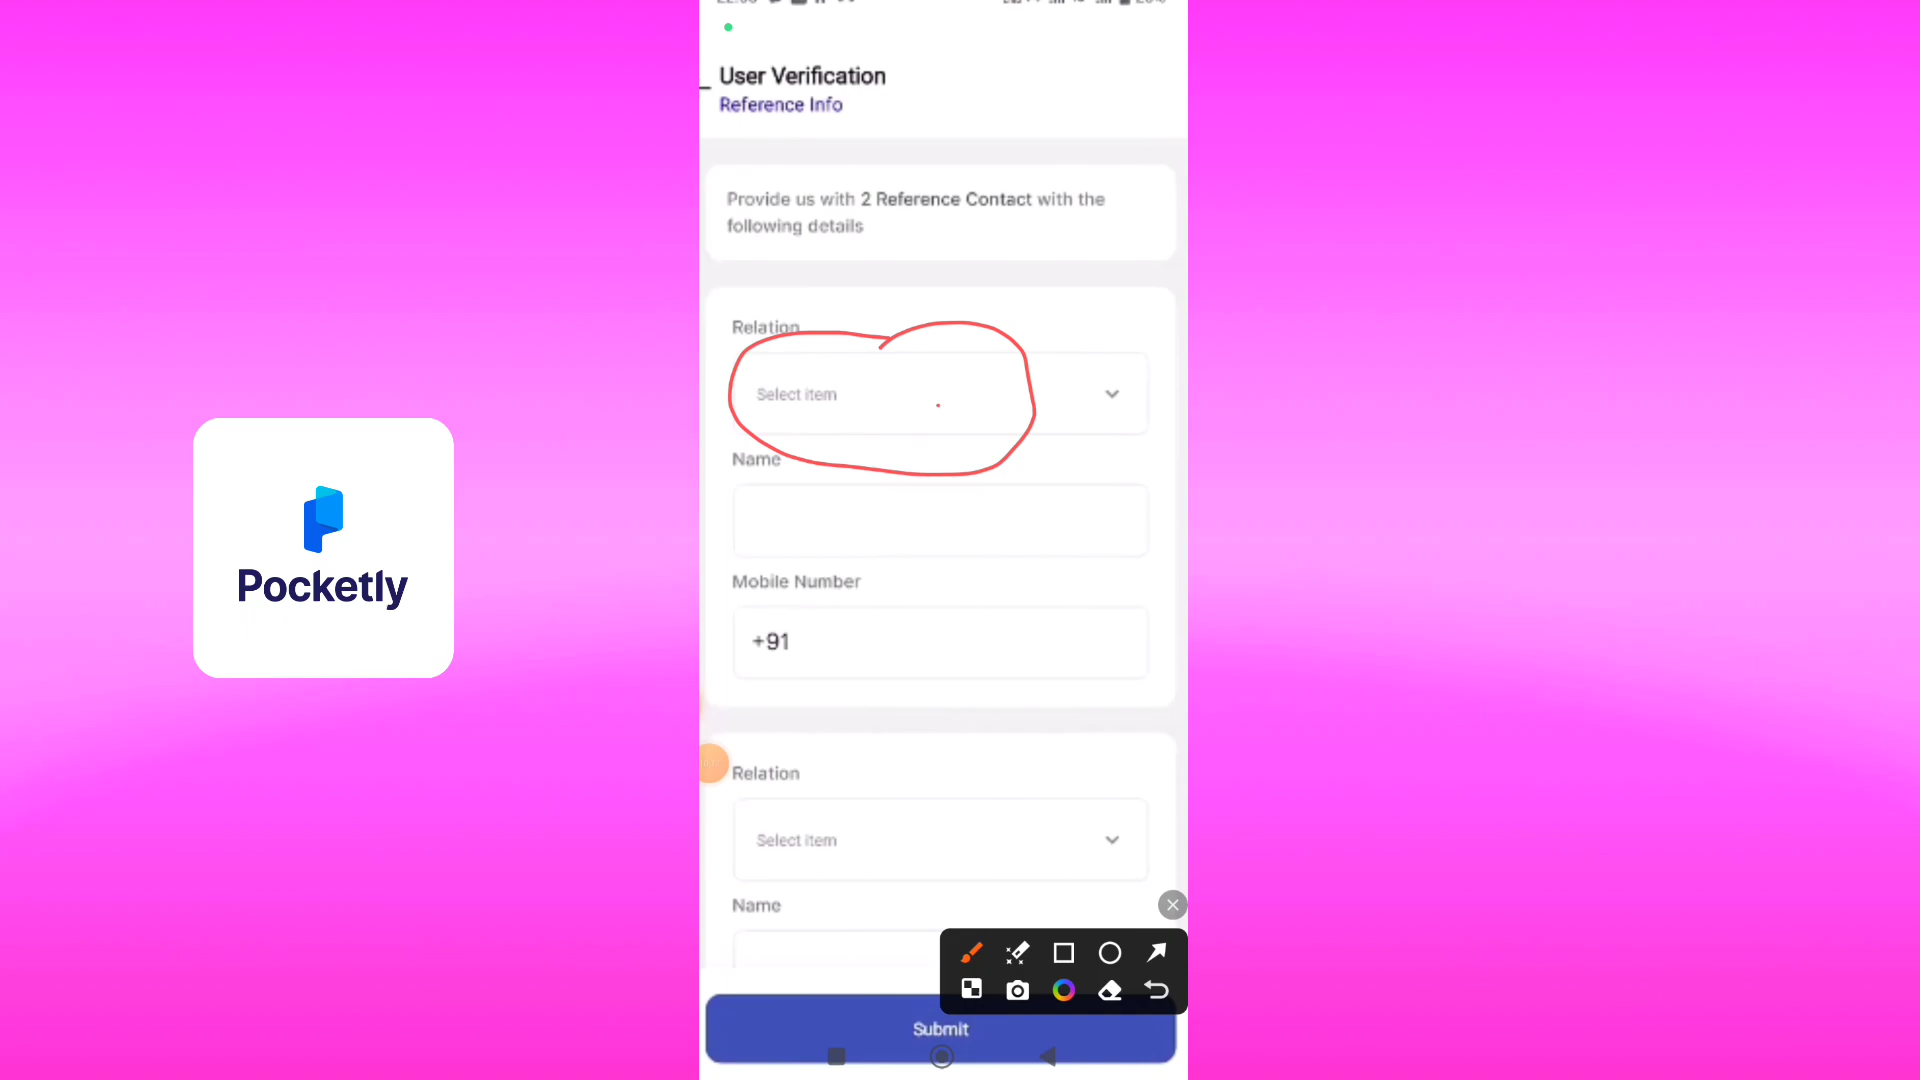 User Verification
Reference Info
Provide us with 2 Reference Contact with the
following details
Relation
Select item
Name
Mobile Number
+91
Pocketly
Relation
Select item
Name
Submit